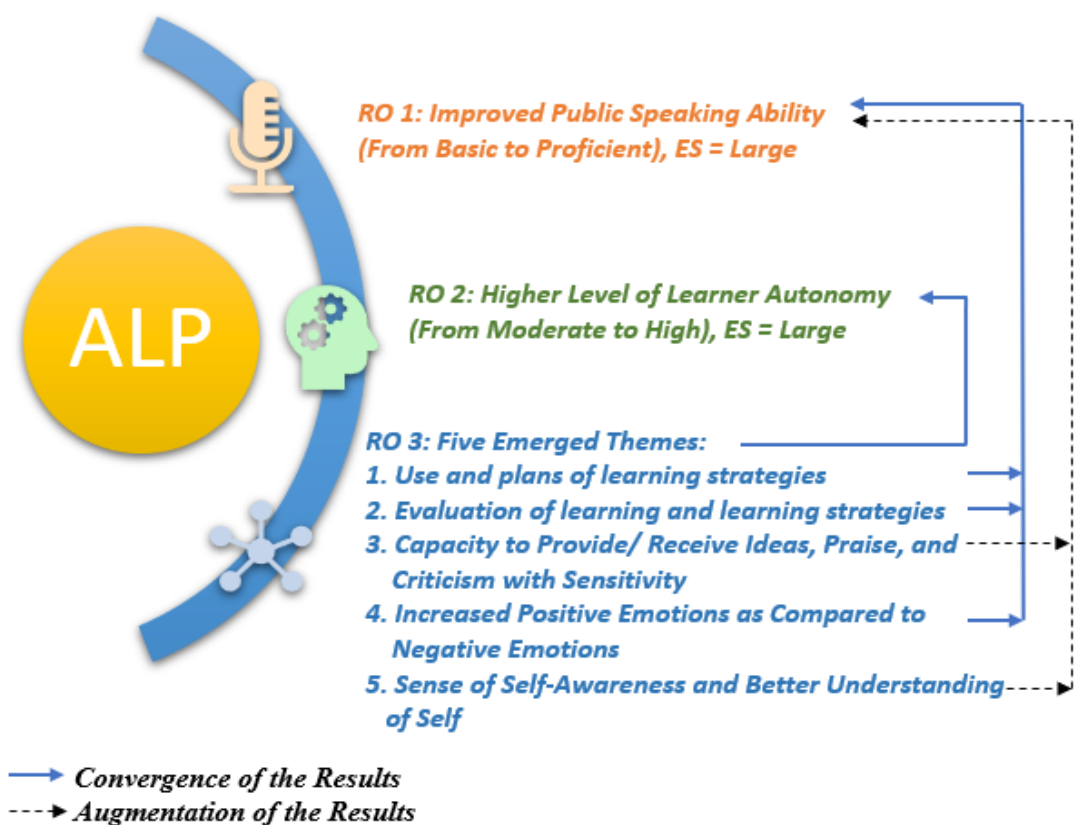 RO 1: Improved Public Speaking Ability
(From Basic to Proficient), ES = Large
ALP
RO 2: Higher Level of Learner Autonomy
(From Moderate to High), ES = Large
RO 3: Five Emerged Themes:
1. Use and plans of learning strategies
2. Evaluation of learning and learning strategies
3. Capacity to Provide/ Receive Ideas, Praise, and
Criticism with Sensitivity
4. Increased Positive Emotions as Compared to
Negative Emotions
5. Sense of Self-Awareness and Better Understanding
of Self
Convergence of the Results
Augmentation of the Results